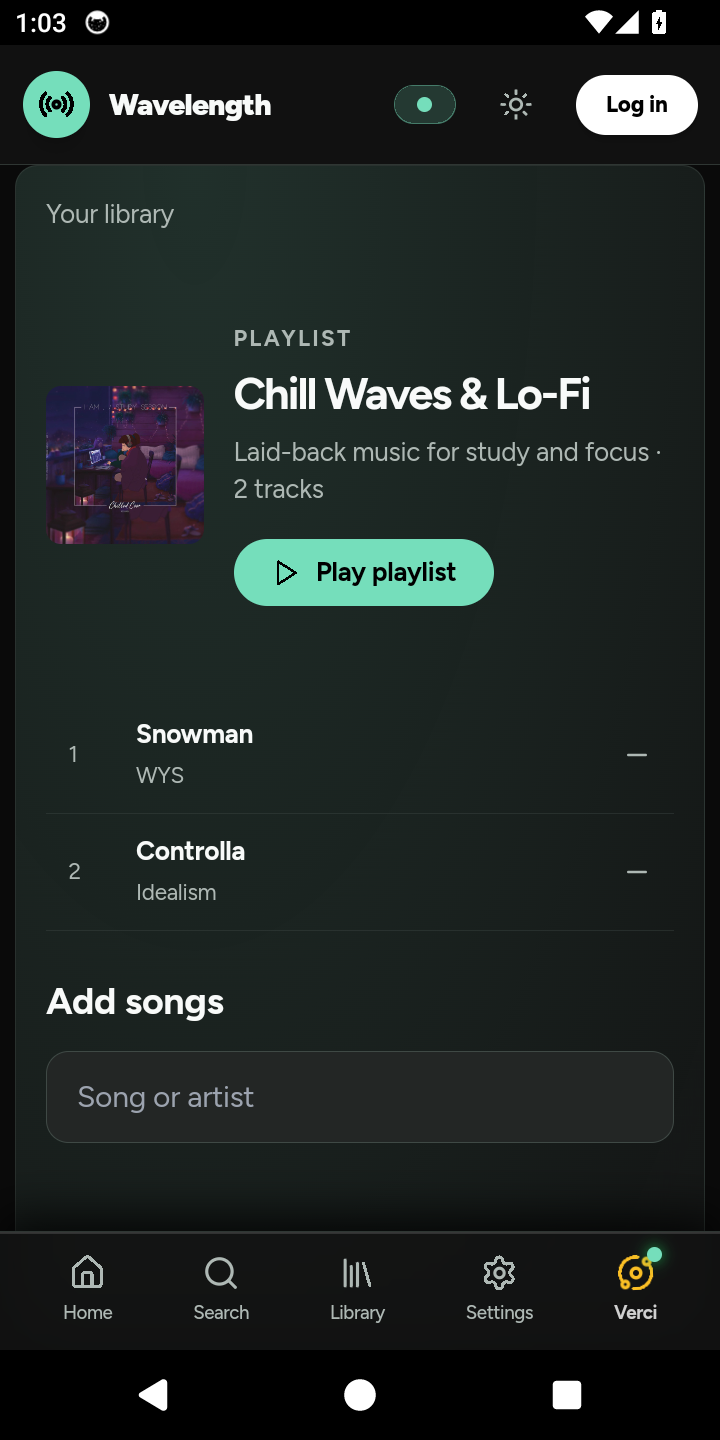 1:03
Wavelength
Log in
Your library
PLAYLIST
Chill Waves & Lo-Fi
Laid-back music for study and focus ·
2 tracks
Play playlist
1
Snowman
WYS
2
Controlla
Idealism
Add songs
Song or artist
Home
Search
Library
Settings
Verci